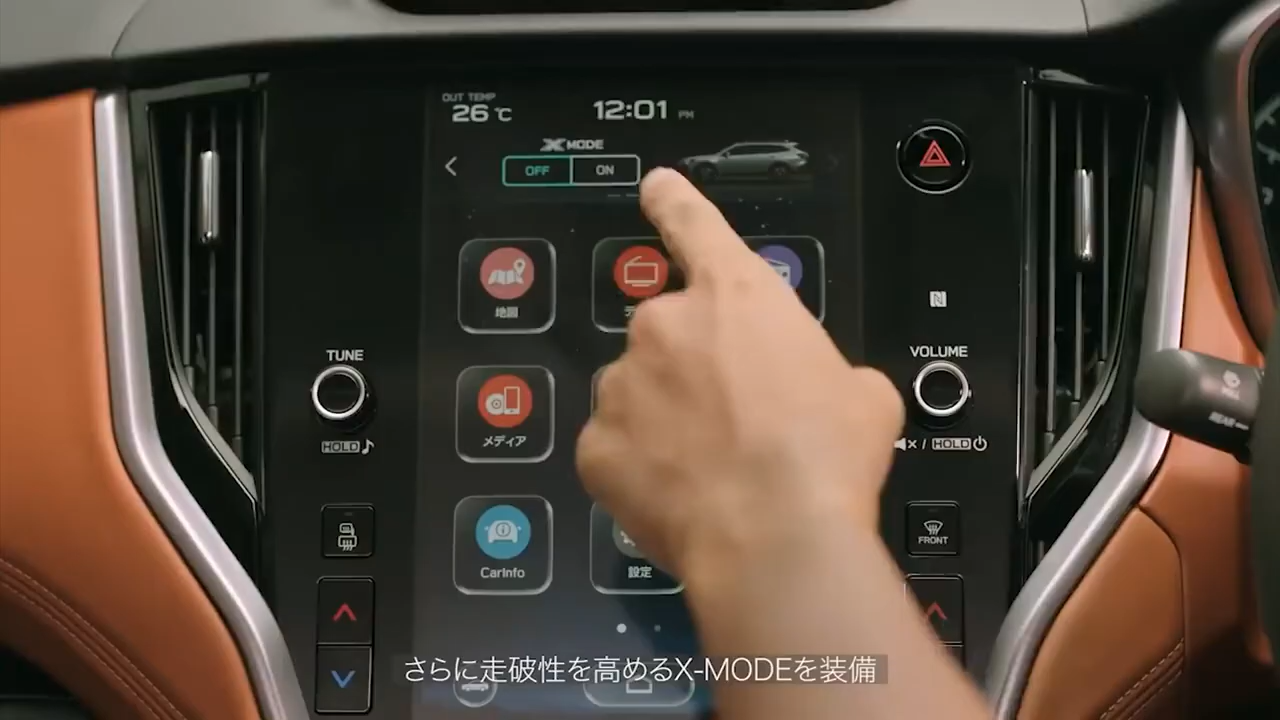 OUT TEMP
26℃
12:01 PM
X MODE
OFF
ON
地図
メディア
CarInfo
設定
TUNE
HOLD
VOLUME
HOLD
FRONT
REAR
さらに走破性を高めるX-MODEを装備